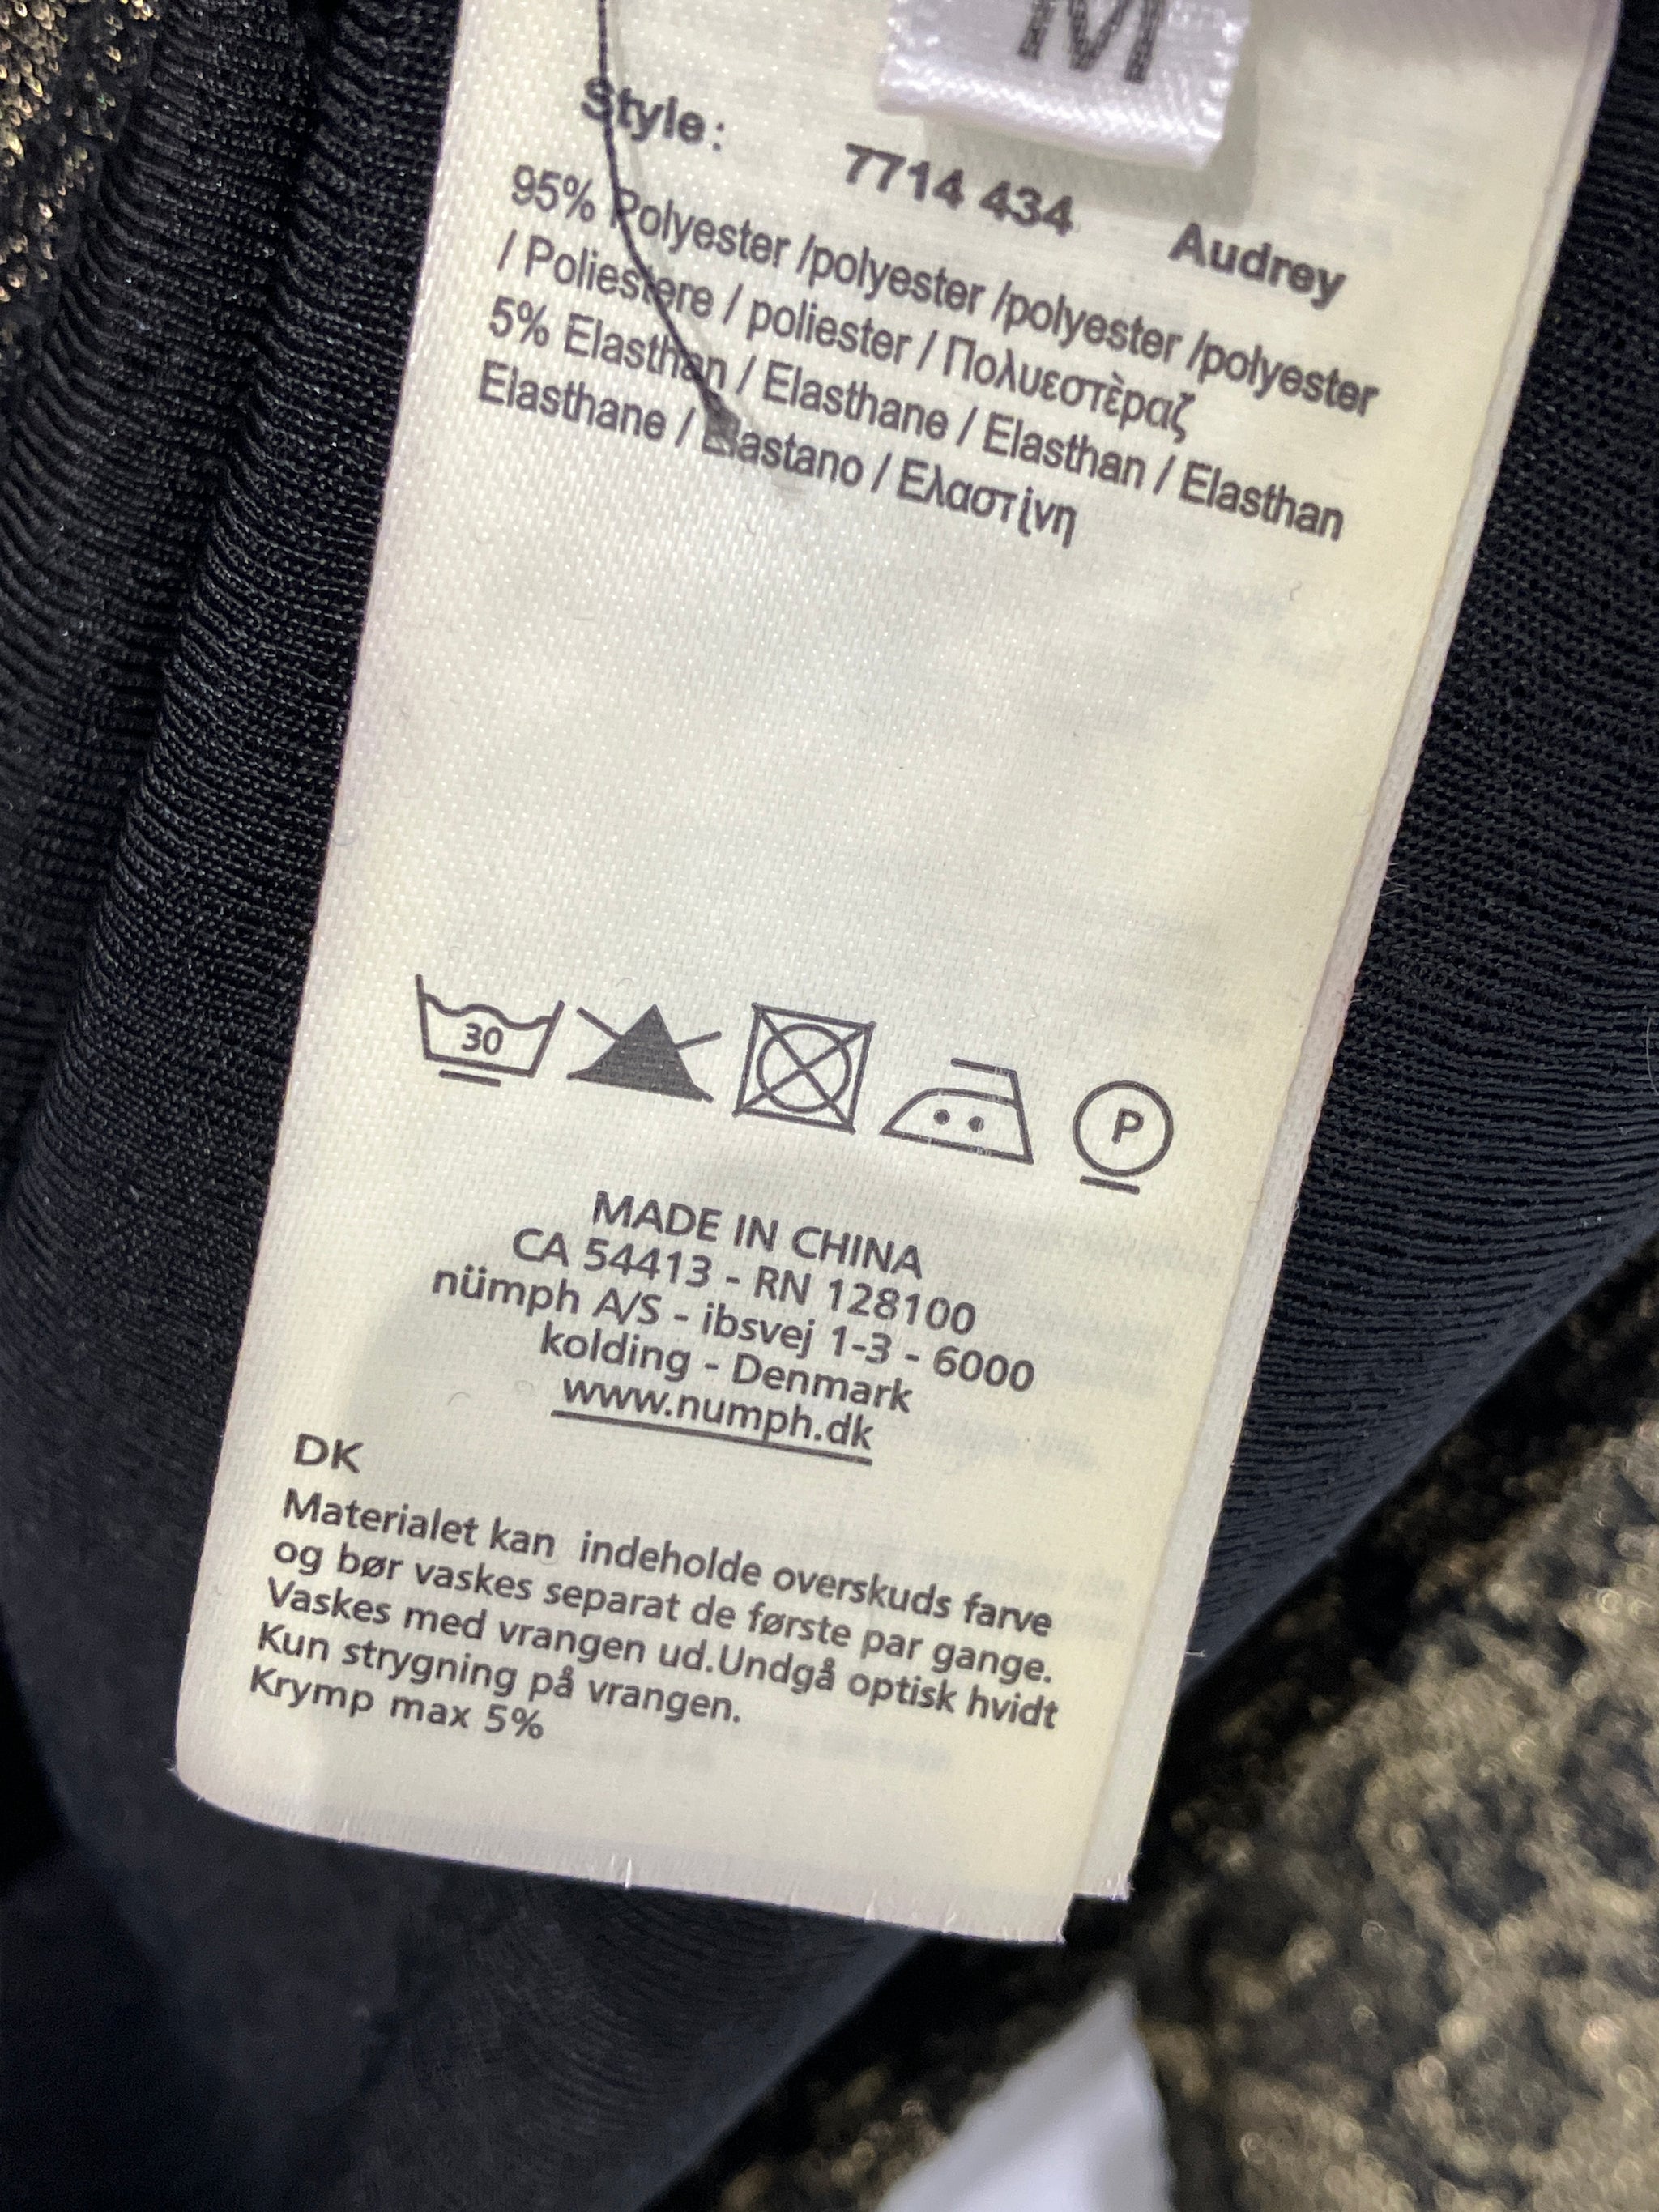 M
Style: 7714 434 Audrey
95% Polyester /polyester /polyester /polyester
/ Poliestere / poliester / Πολυεστὲραζ
5% Elasthan / Elasthane / Elasthan / Elasthan
Elasthane / Elastano / Ελαστίνη
30
P
MADE IN CHINA
CA 54413 - RN 128100
nümph A/S - ibsvej 1-3 - 6000
kolding - Denmark
www.numph.dk
DK
Materialet kan indeholde overskuds farve
og bør vaskes separat de første par gange.
Vaskes med vrangen ud.Undgå optisk hvidt
Kun strygning på vrangen.
Krymp max 5%